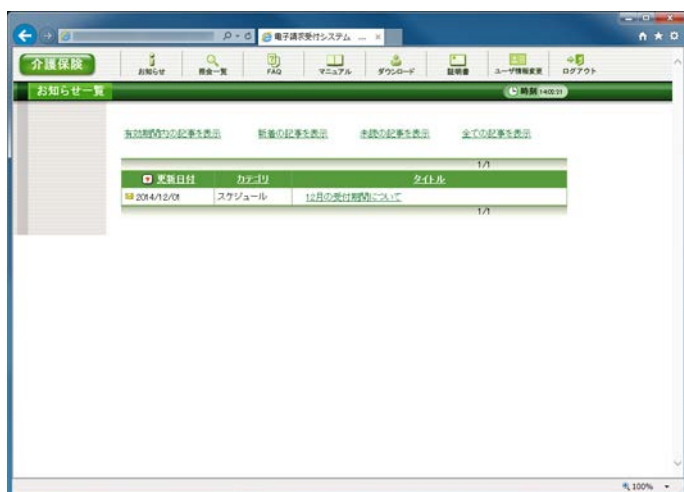 電子請求受付システム ...
介護保険
お知らせ
照会一覧
FAQ
マニュアル
ダウンロード
証明書
ユーザ情報変更
ログアウト
お知らせ一覧
時刻 14:02:31
有効期間内の記事を表示 新着の記事を表示 未読の記事を表示 全ての記事を表示
1/1
更新日付 カテゴリ タイトル
2014/12/01 スケジュール 12月の受付期間について
1/1
100%